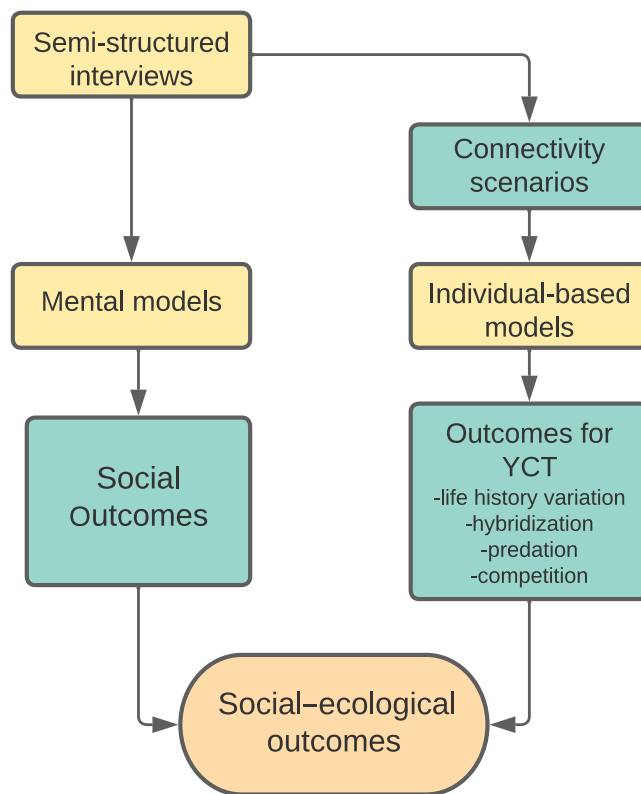 Semi-structured
interviews
Connectivity
scenarios
Mental models
Individual-based
models
Social
Outcomes
Outcomes for
YCT
-life history variation
-hybridization
-predation
-competition
Social–ecological
outcomes